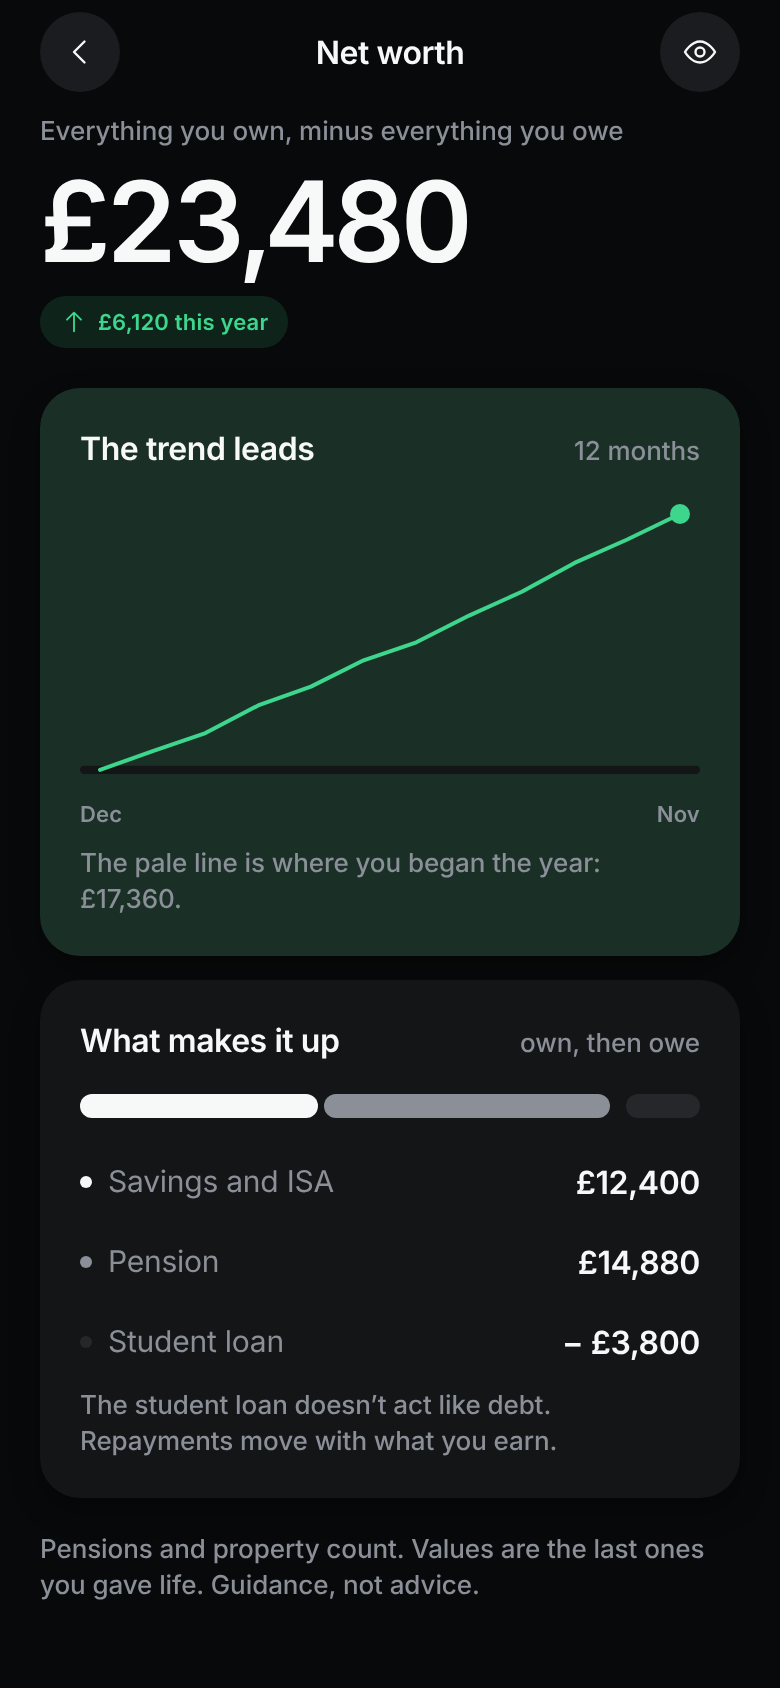 Net worth
Everything you own, minus everything you owe
£23,480
↑ £6,120 this year
The trend leads
12 months
Dec
Nov
The pale line is where you began the year:
£17,360.
What makes it up
own, then owe
Savings and ISA
£12,400
Pension
£14,880
Student loan
– £3,800
The student loan doesn’t act like debt.
Repayments move with what you earn.
Pensions and property count. Values are the last ones
you gave life. Guidance, not advice.